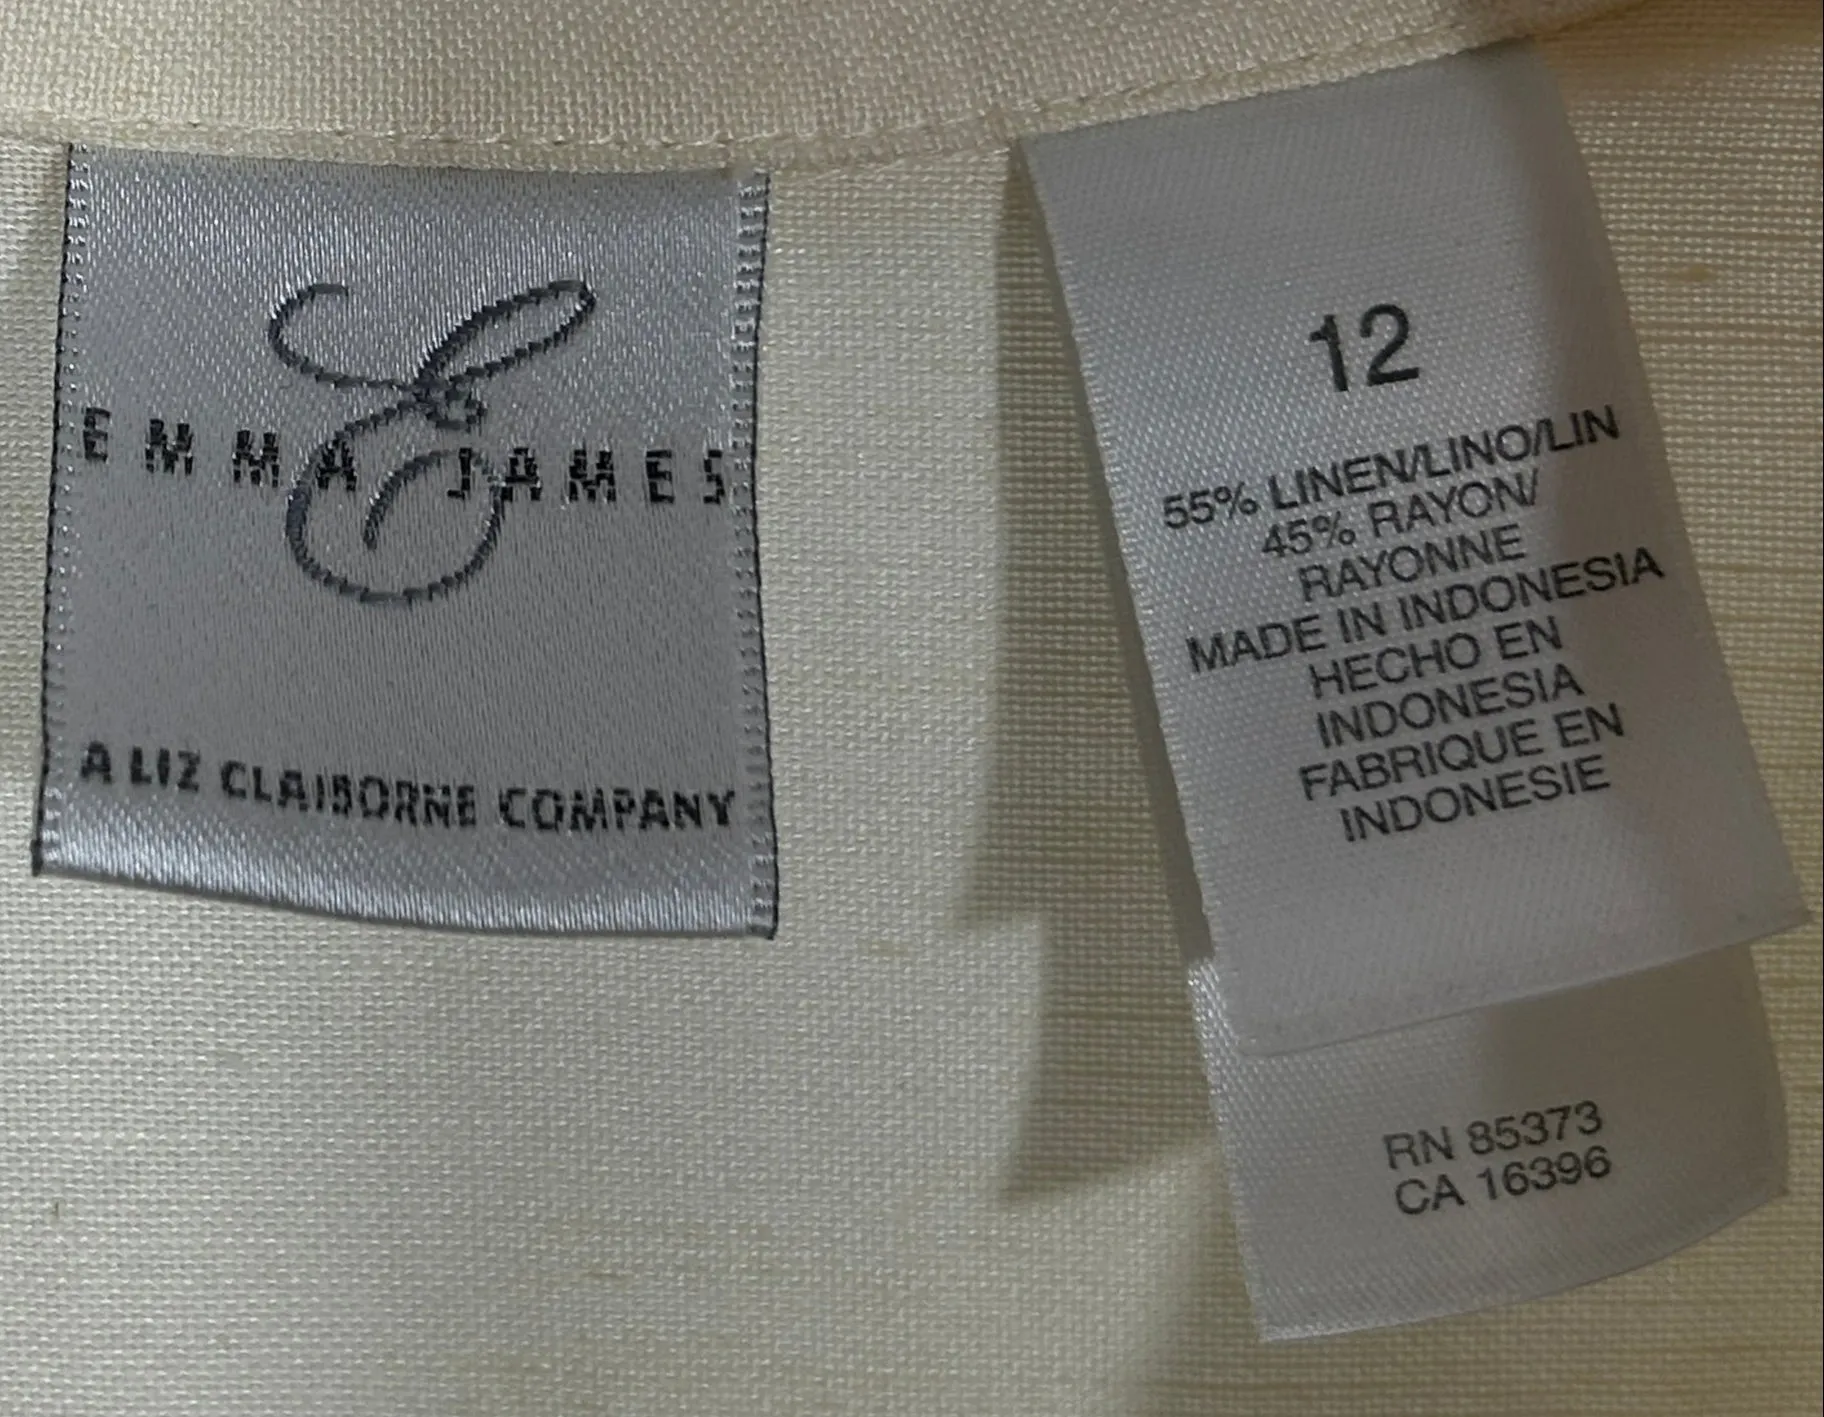 E
EMMA JAMES
A LIZ CLAIBORNE COMPANY
12
55% LINEN/LINO/LIN
45% RAYON/
RAYONNE
MADE IN INDONESIA
HECHO EN
INDONESIA
FABRIQUE EN
INDONESIE
RN 85373
CA 16396